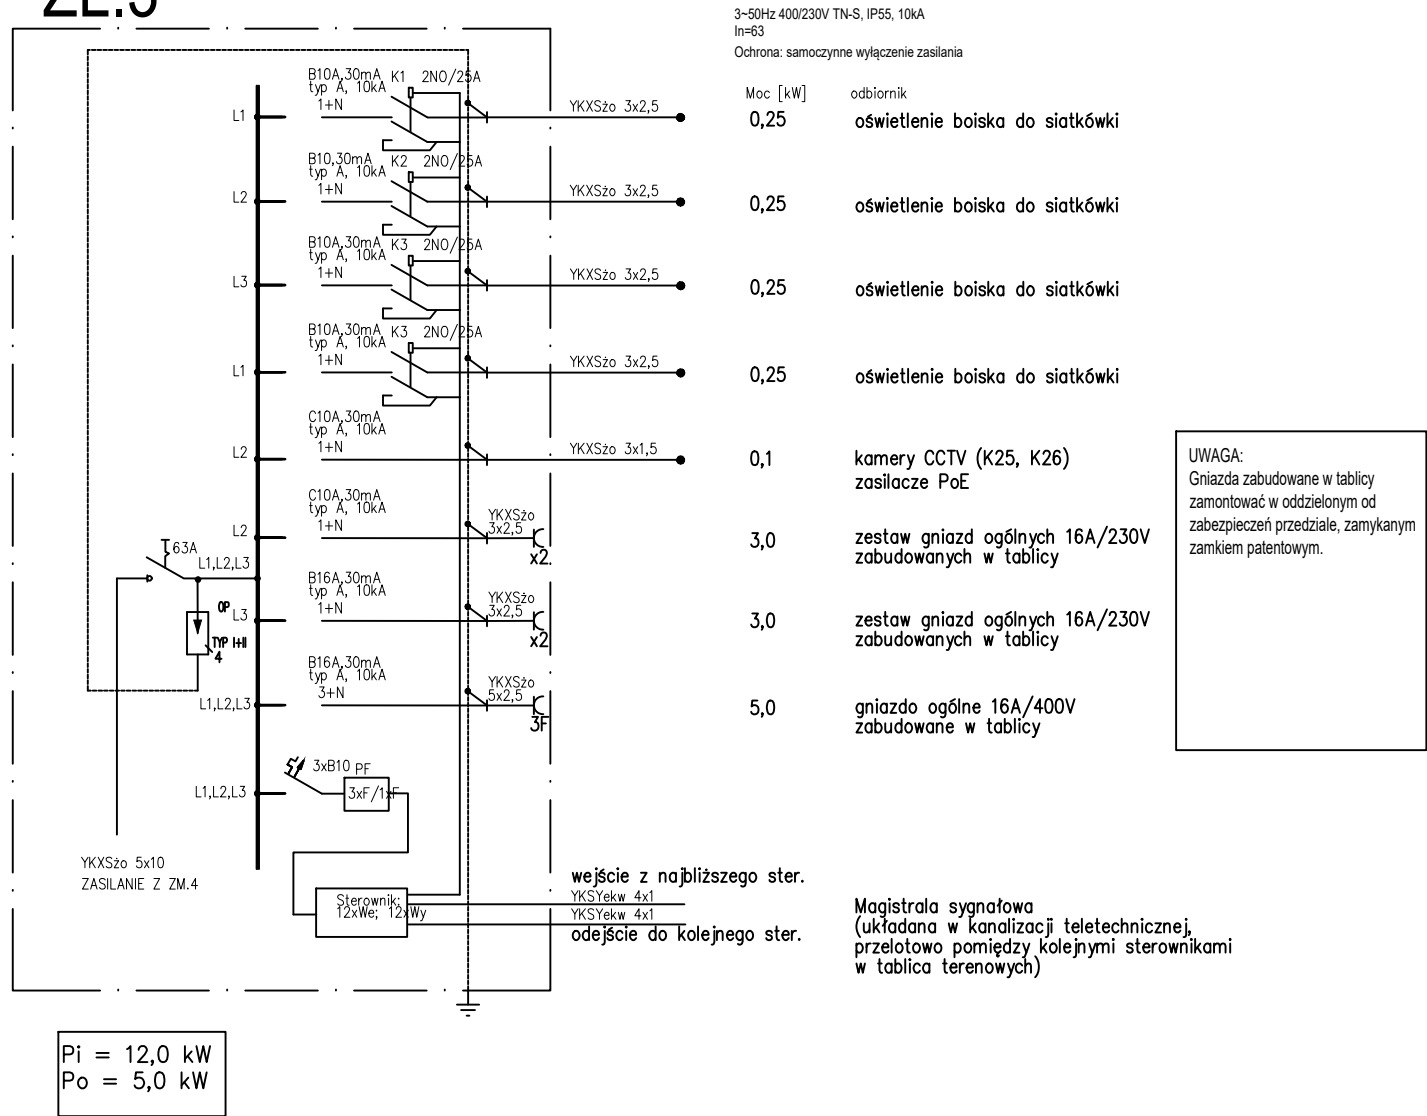 3~50Hz 400/230V TN-S, IP55, 10kA
In=63
Ochrona: samoczynne wyłączenie zasilania
Moc [kW] odbiornik
L1
B10A,30mA
typ A, 10kA
1+N
K1 2NO/25A
YKXSżo 3x2,5
0,25 oświetlenie boiska do siatkówki
L2
B10,30mA
typ A, 10kA
1+N
K2 2NO/25A
YKXSżo 3x2,5
0,25 oświetlenie boiska do siatkówki
L3
B10A,30mA
typ A, 10kA
1+N
K3 2NO/25A
YKXSżo 3x2,5
0,25 oświetlenie boiska do siatkówki
L1
B10A,30mA
typ A, 10kA
1+N
K3 2NO/25A
YKXSżo 3x2,5
0,25 oświetlenie boiska do siatkówki
L2
C10A,30mA
typ A, 10kA
1+N
YKXSżo 3x1,5
0,1 kamery CCTV (K25, K26)
zasilacze PoE
L2
C10A,30mA
typ A, 10kA
1+N
YKXSżo
3x2,5
x2
3,0 zestaw gniazd ogólnych 16A/230V
zabudowanych w tablicy
63A
L1,L2,L3
OP
TYP I+II
4
L3
B16A,30mA
typ A, 10kA
1+N
YKXSżo
3x2,5
x2
3,0 zestaw gniazd ogólnych 16A/230V
zabudowanych w tablicy
L1,L2,L3
B16A,30mA
typ A, 10kA
3+N
YKXSżo
5x2,5
3F
5,0 gniazdo ogólne 16A/400V
zabudowane w tablicy
UWAGA:
Gniazda zabudowane w tablicy
zamontować w oddzielonym od
zabezpieczeń przedziale, zamykanym
zamkiem patentowym.
L1,L2,L3
3xB10 PF
3xF/1xF
YKXSżo 5x10
ZASILANIE Z ZM.4
Sterownik:
12xWe; 12xWy
wejście z najbliższego ster.
YKSYekw 4x1
YKSYekw 4x1
odejście do kolejnego ster.
Magistrala sygnałowa
(układana w kanalizacji teletechnicznej,
przelotowo pomiędzy kolejnymi sterownikami
w tablica terenowych)
Pi = 12,0 kW
Po = 5,0 kW